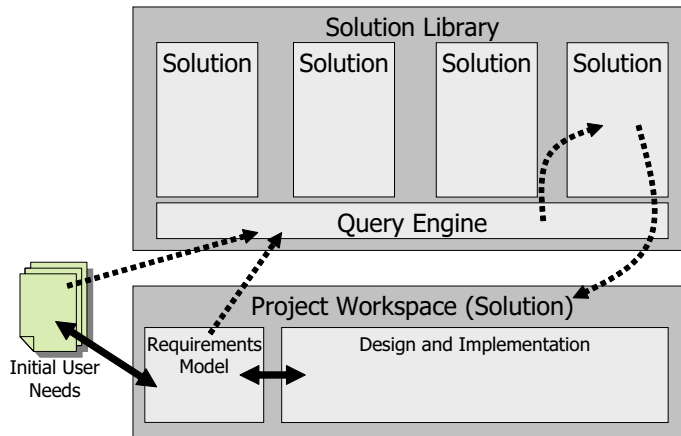 Solution Library
Solution
Solution
Solution
Solution
Query Engine
Project Workspace (Solution)
Requirements
Model
Design and Implementation
Initial User
Needs